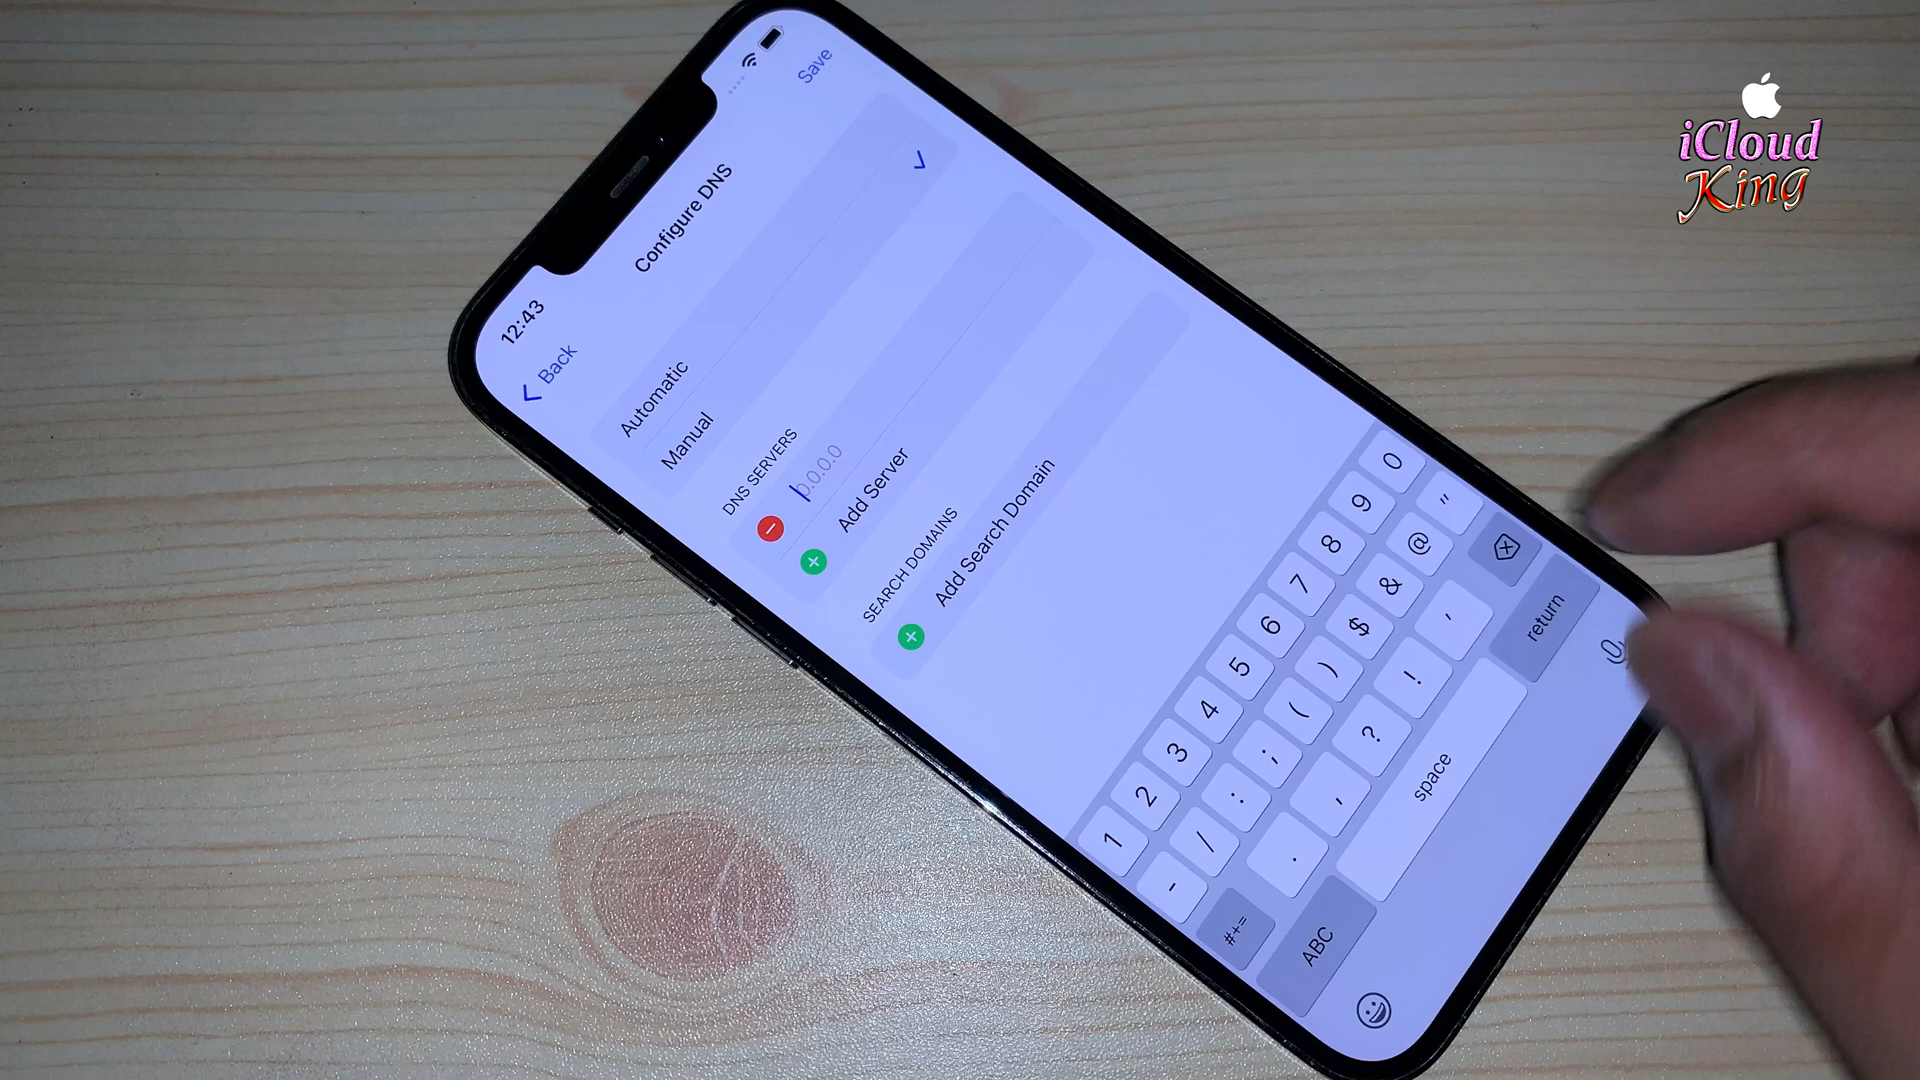 iCloud
King
12:43
Back
Configure DNS
Save
Automatic
Manual
DNS SERVERS
0.0.0.0
Add Server
SEARCH DOMAINS
Add Search Domain
1 2 3 4 5 6 7 8 9 0
- / : ; ( ) $ & @ "
#+= . , ? ! '
ABC space return